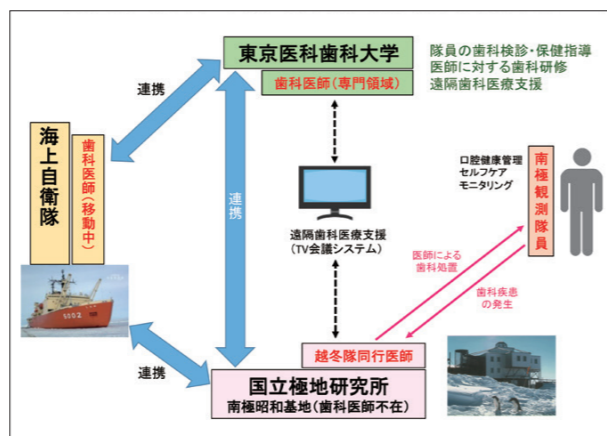 東京医科歯科大学
歯科医師(専門領域)
隊員の歯科検診・保健指導
医師に対する歯科研修
遠隔歯科医療支援
連携
海上自衛隊
歯科医師(移動中)
連携
遠隔歯科医療支援
(TV会議システム)
口腔健康管理
セルフケア
モニタリング
南極観測隊員
医師による
歯科処置
歯科疾患
の発生
5002
連携
越冬隊同行医師
国立極地研究所
南極昭和基地(歯科医師不在)